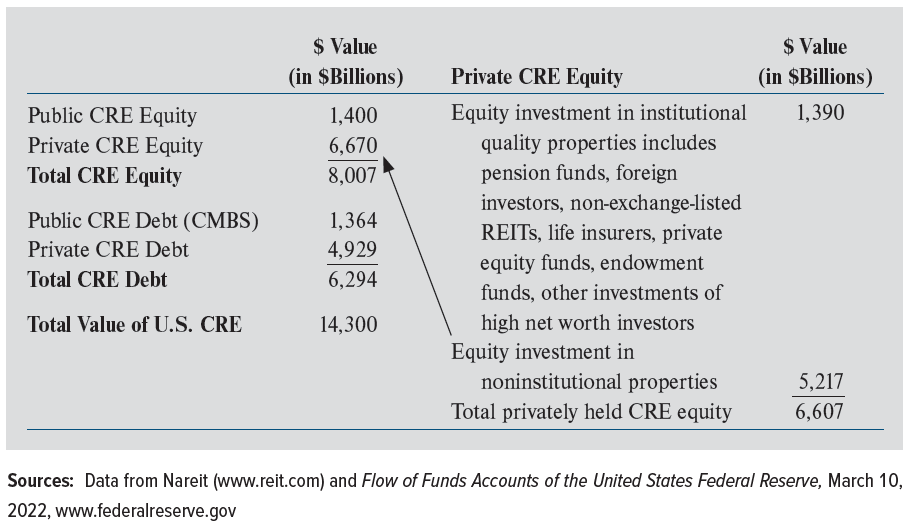 $ Value
(in $Billions)
Public CRE Equity 1,400
Private CRE Equity 6,670
Total CRE Equity 8,007
Public CRE Debt (CMBS) 1,364
Private CRE Debt 4,929
Total CRE Debt 6,294
Total Value of U.S. CRE 14,300
$ Value
Private CRE Equity (in $Billions)
Equity investment in institutional 1,390
quality properties includes
pension funds, foreign
investors, non-exchange-listed
REITs, life insurers, private
equity funds, endowment
funds, other investments of
high net worth investors
Equity investment in
noninstitutional properties 5,217
Total privately held CRE equity 6,607
Sources: Data from Nareit (www.reit.com) and Flow of Funds Accounts of the United States Federal Reserve, March 10,
2022, www.federalreserve.gov